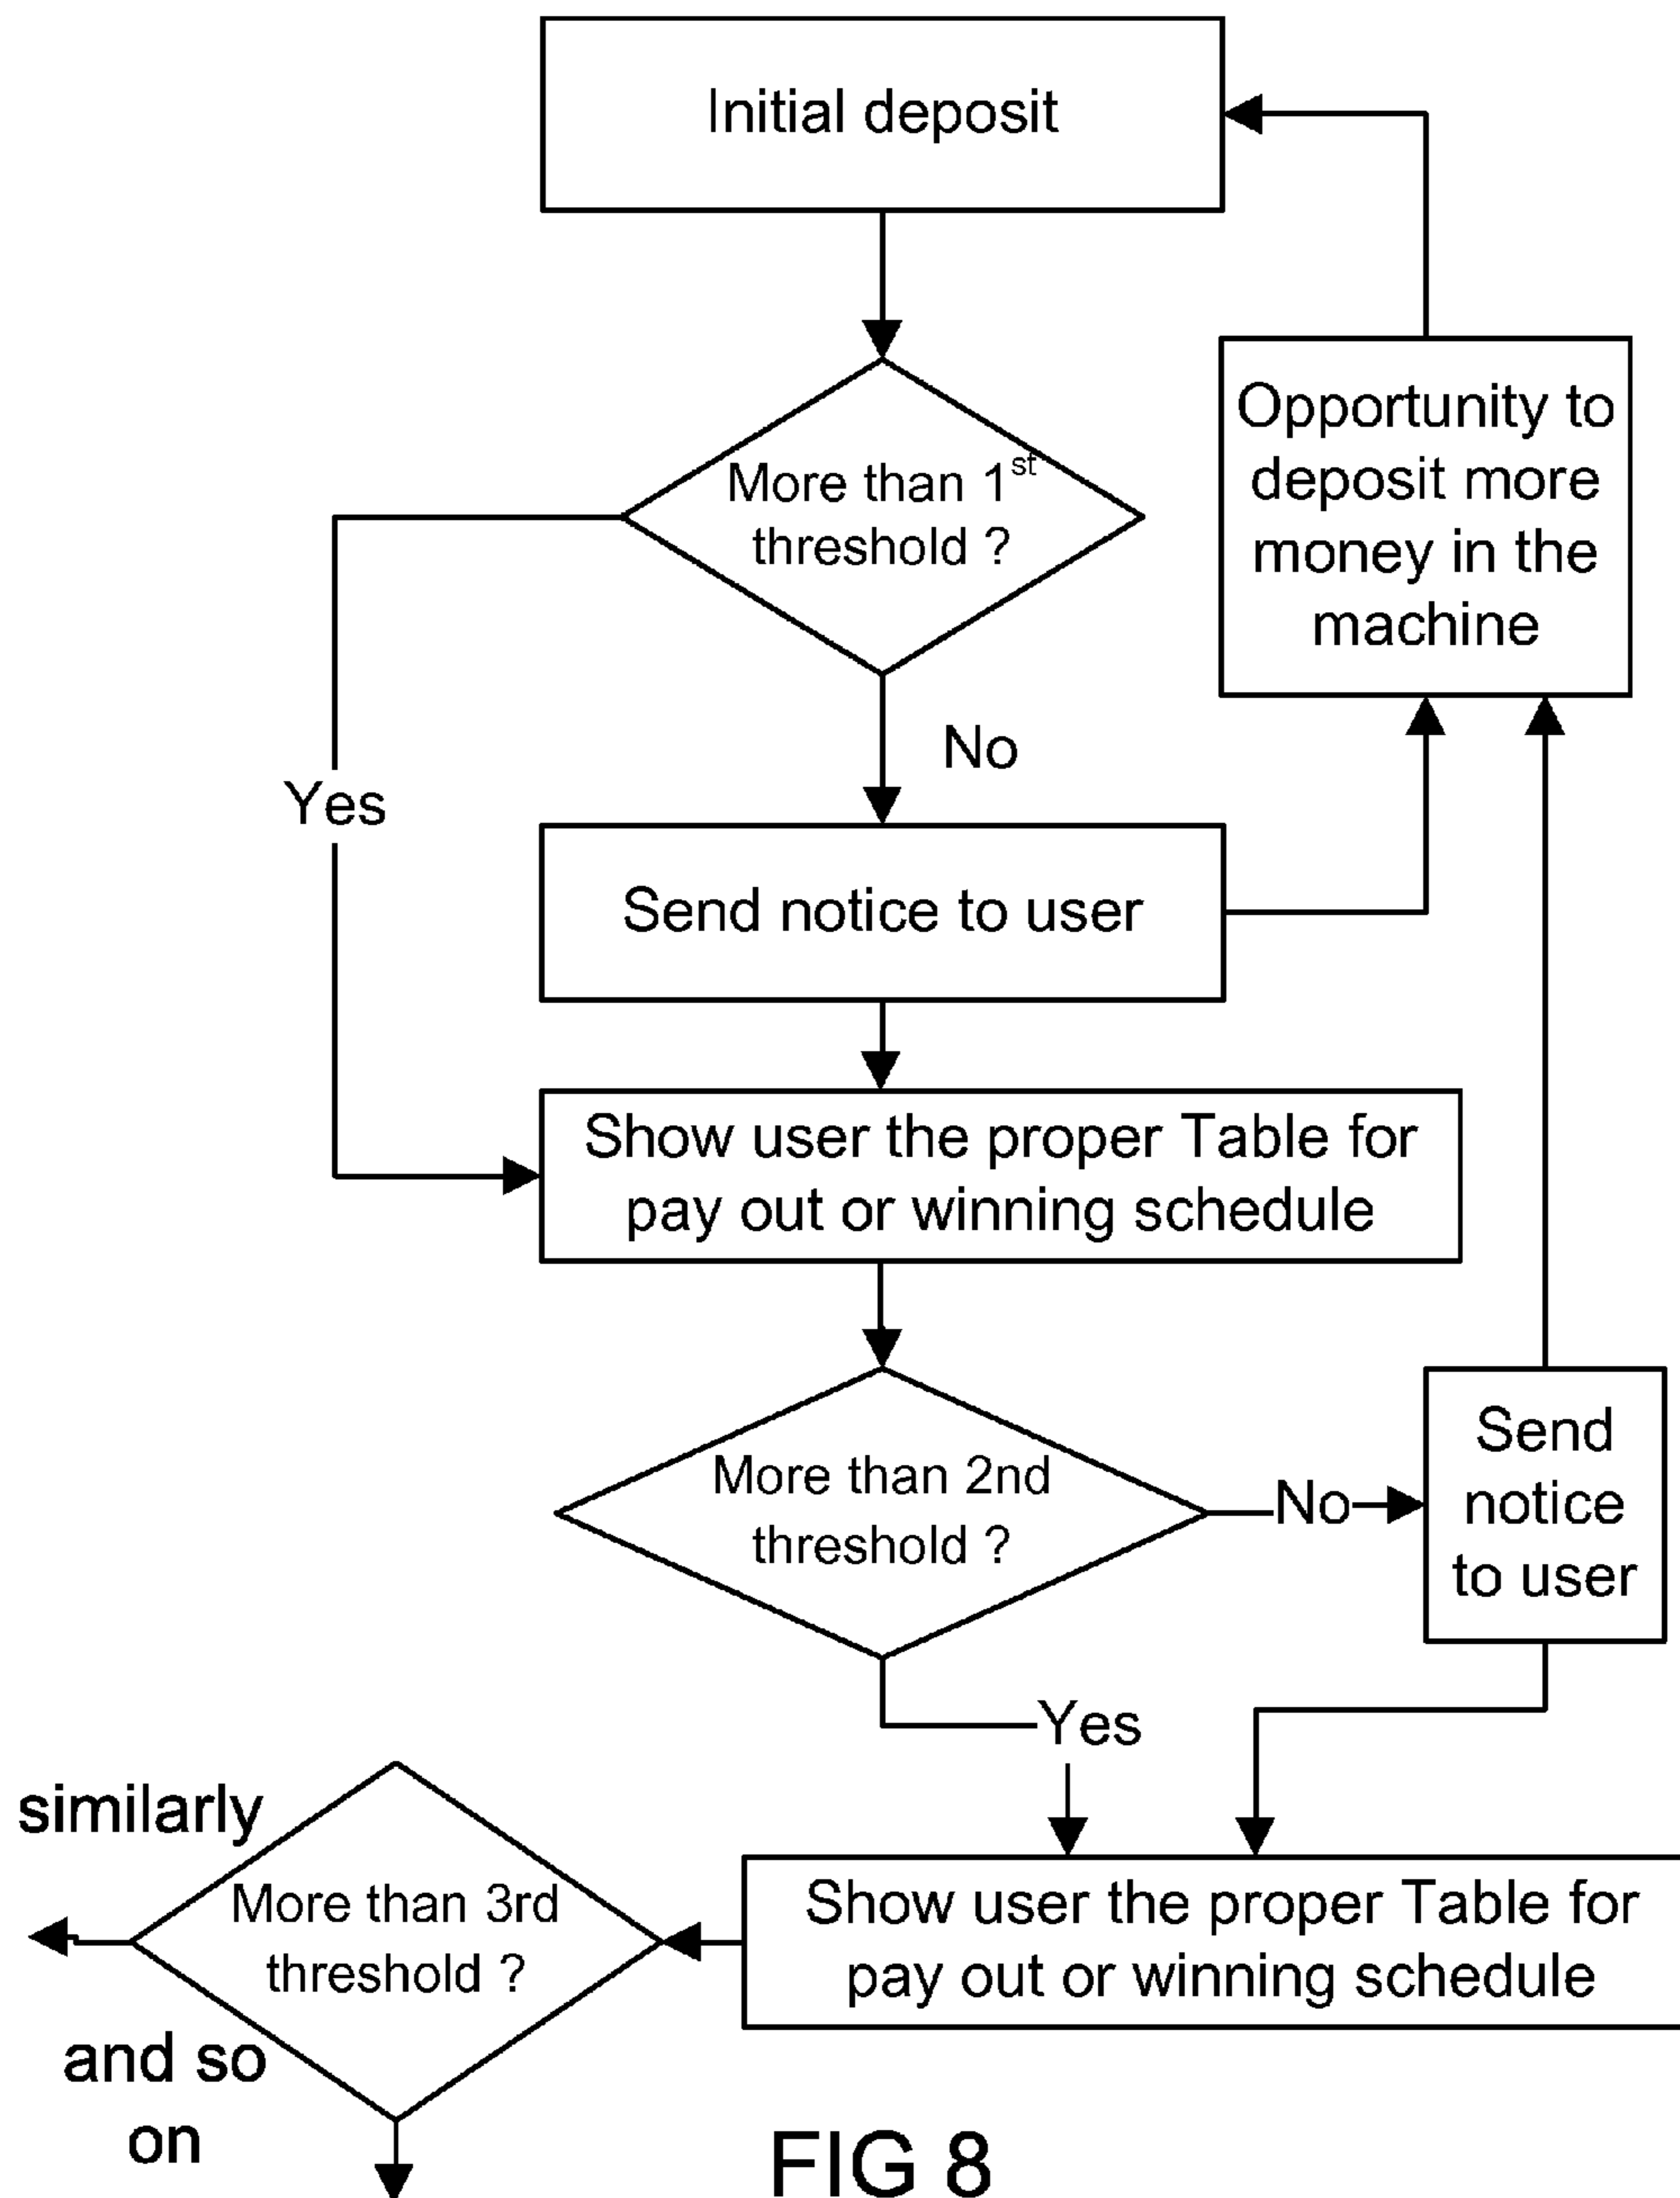 Initial deposit
Opportunity to
deposit more
money in the
machine
More than 1st
threshold ?
No
Yes
Send notice to user
Show user the proper Table for
pay out or winning schedule
More than 2nd
threshold ?
No
Send
notice
to user
Yes
similarly
More than 3rd
threshold ?
Show user the proper Table for
pay out or winning schedule
and so
on
FIG 8